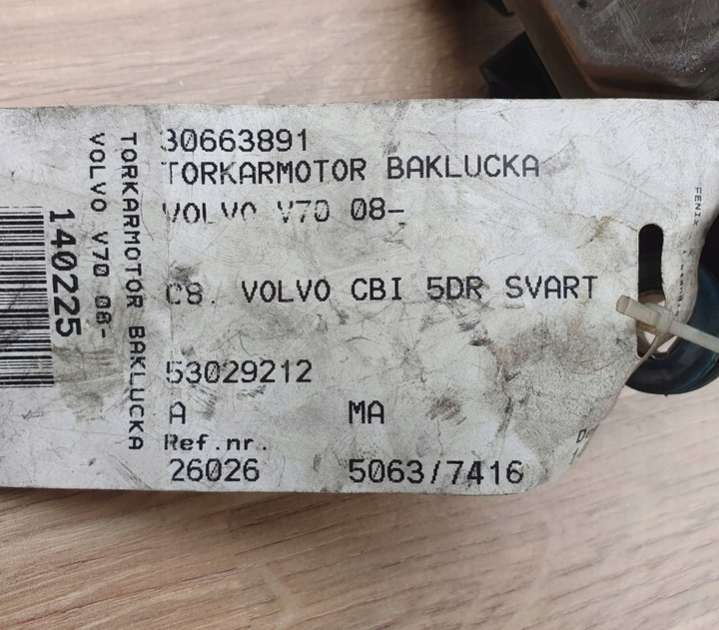 30663891
TORKARMOTOR BAKLUCKA
VOLVO V70 08-
C8. VOLVO CBI 5DR SVART
53029212
A MA
Ref.nr.
26026 5063/7416
TORKARMOTOR BAKLUCKA
VOLVO V70 08-
140225
FENIX